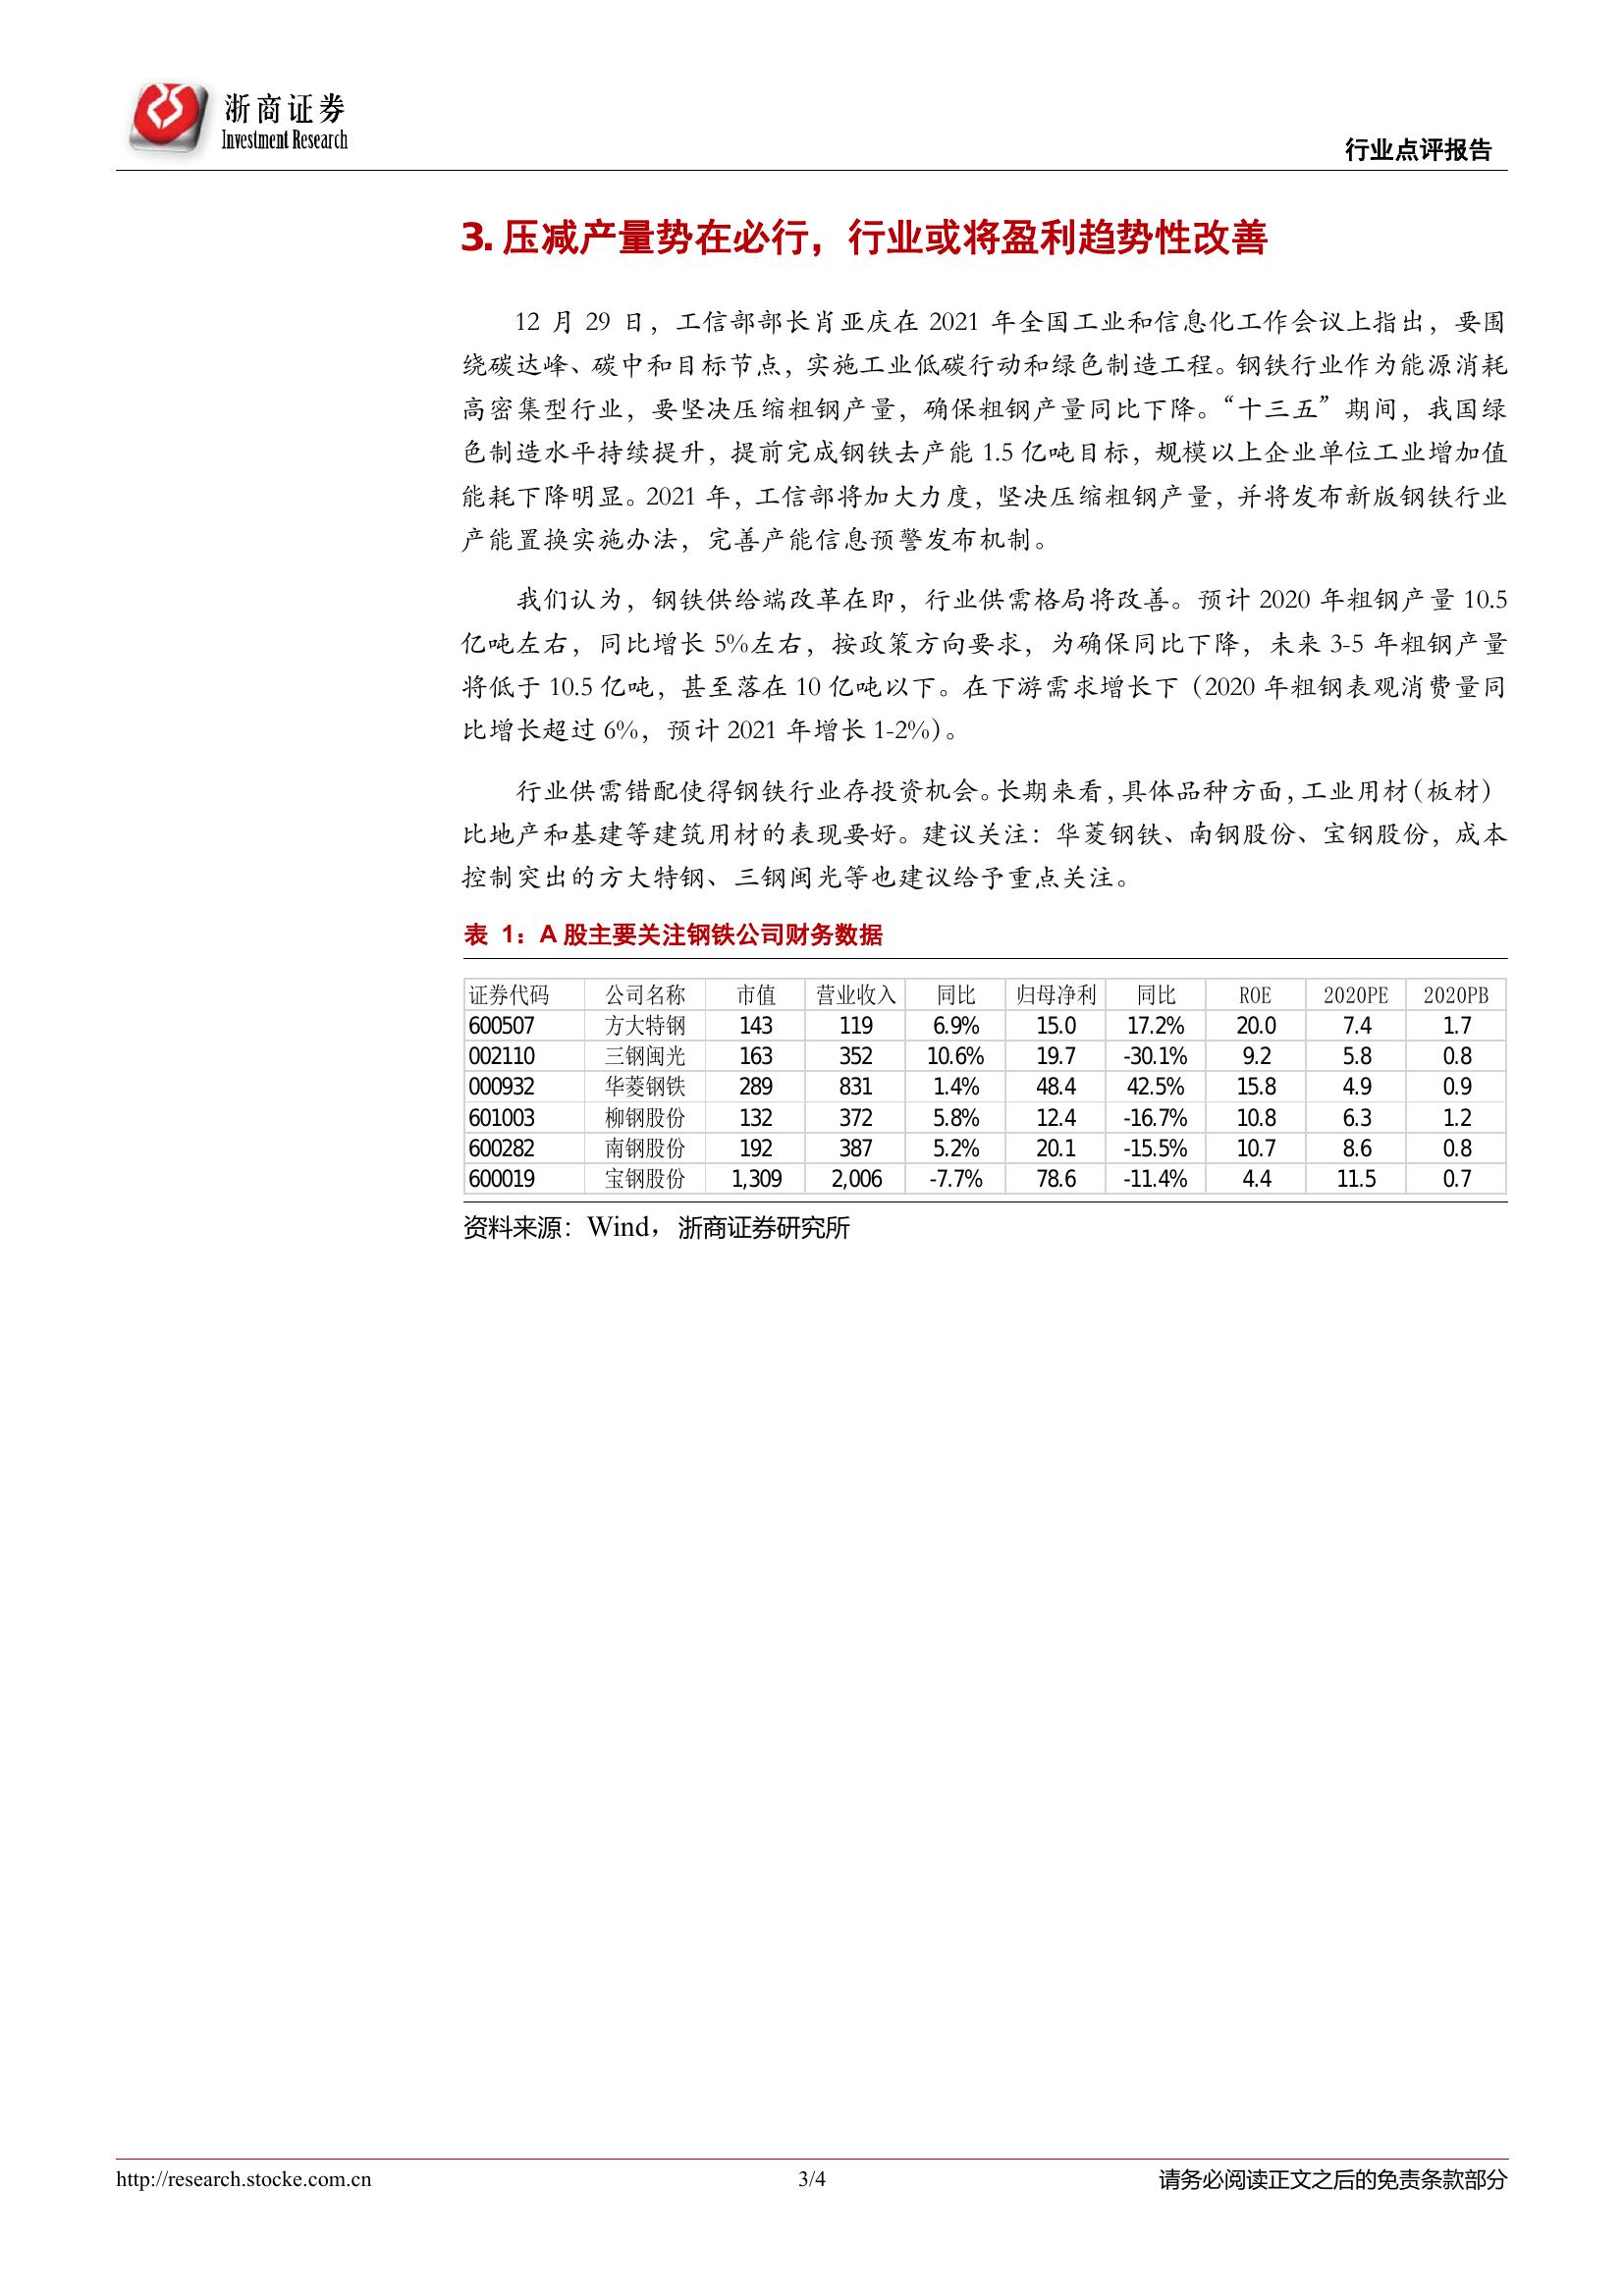 浙商证券
Investment Research
行业点评报告
3. 压减产量势在必行，行业或将盈利趋势性改善
12 月 29 日，工信部部长肖亚庆在 2021 年全国工业和信息化工作会议上指出，要围
绕碳达峰、碳中和目标节点，实施工业低碳行动和绿色制造工程。钢铁行业作为能源消耗
高密集型行业，要坚决压缩粗钢产量，确保粗钢产量同比下降。“十三五”期间，我国绿
色制造水平持续提升，提前完成钢铁去产能 1.5 亿吨目标，规模以上企业单位工业增加值
能耗下降明显。2021 年，工信部将加大力度，坚决压缩粗钢产量，并将发布新版钢铁行业
产能置换实施办法，完善产能信息预警发布机制。
我们认为，钢铁供给端改革在即，行业供需格局将改善。预计 2020 年粗钢产量 10.5
亿吨左右，同比增长 5%左右，按政策方向要求，为确保同比下降，未来 3-5 年粗钢产量
将低于 10.5 亿吨，甚至落在 10 亿吨以下。在下游需求增长下（2020 年粗钢表观消费量同
比增长超过 6%，预计 2021 年增长 1-2%）。
行业供需错配使得钢铁行业存投资机会。长期来看，具体品种方面，工业用材（板材）
比地产和基建等建筑用材的表现要好。建议关注：华菱钢铁、南钢股份、宝钢股份，成本
控制突出的方大特钢、三钢闽光等也建议给予重点关注。
表 1：A 股主要关注钢铁公司财务数据
证券代码 公司名称 市值 营业收入 同比 归母净利 同比 ROE 2020PE 2020PB
600507 方大特钢 143 119 6.9% 15.0 17.2% 20.0 7.4 1.7
002110 三钢闽光 163 352 10.6% 19.7 -30.1% 9.2 5.8 0.8
000932 华菱钢铁 289 831 1.4% 48.4 42.5% 15.8 4.9 0.9
601003 柳钢股份 132 372 5.8% 12.4 -16.7% 10.8 6.3 1.2
600282 南钢股份 192 387 5.2% 20.1 -15.5% 10.7 8.6 0.8
600019 宝钢股份 1,309 2,006 -7.7% 78.6 -11.4% 4.4 11.5 0.7
资料来源：Wind，浙商证券研究所
http://research.stocke.com.cn 3/4 请务必阅读正文之后的免责条款部分